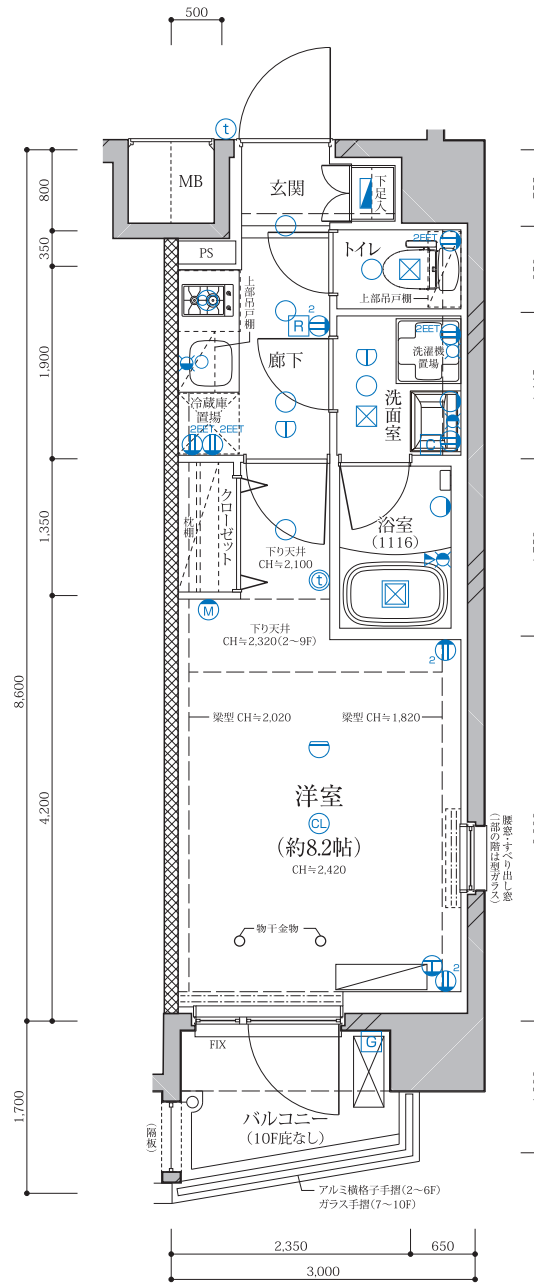 500
t
MB
玄関
下足入
800
350
PS
トイレ
2EET
上部吊戸棚
上部吊戸棚
R
2
2EET
洗濯機
置場
1,900
廊下
洗面室
冷蔵庫
置場
2EET
2EET
C
クローゼット
枕棚
浴室
(1116)
1,350
下り天井
CH≒2,100
t
M
下り天井
CH≒2,320(2〜9F)
2
8,600
梁型 CH≒2,020
梁型 CH≒1,820
洋室
CL
(約8.2帖)
CH≒2,420
4,200
腰窓・すべり出し窓
(一部の階は型ガラス)
物干金物
2
FIX
G
1,700
バルコニー
(10F庇なし)
(隔板)
アルミ横格子手摺(2〜6F)
ガラス手摺(7〜10F)
2,350
650
3,000